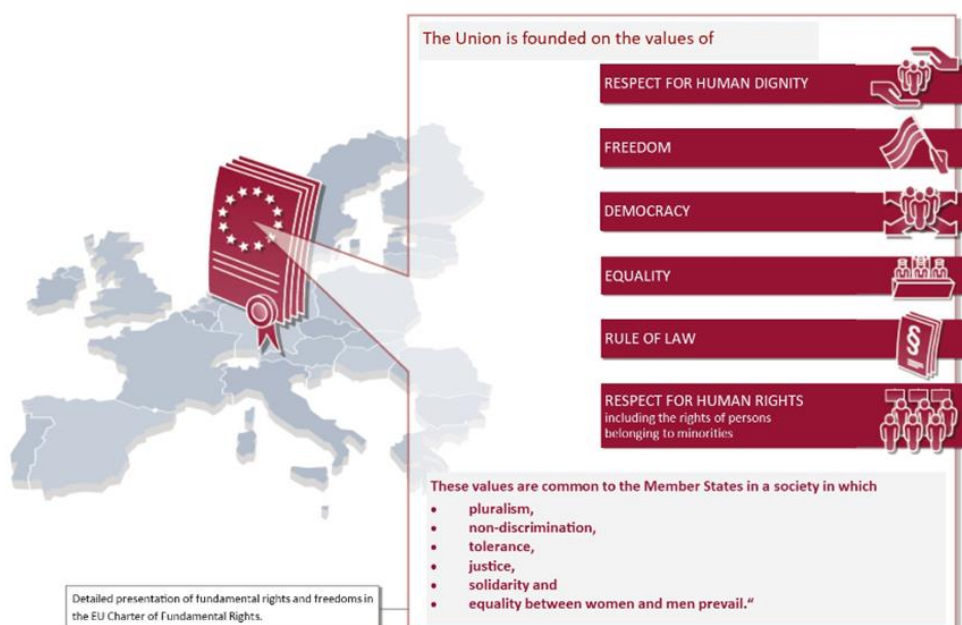 The Union is founded on the values of
RESPECT FOR HUMAN DIGNITY
FREEDOM
DEMOCRACY
EQUALITY
RULE OF LAW
§
RESPECT FOR HUMAN RIGHTS
including the rights of persons
belonging to minorities
These values are common to the Member States in a society in which
• pluralism,
• non-discrimination,
• tolerance,
• justice,
• solidarity and
• equality between women and men prevail.“
Detailed presentation of fundamental rights and freedoms in
the EU Charter of Fundamental Rights.